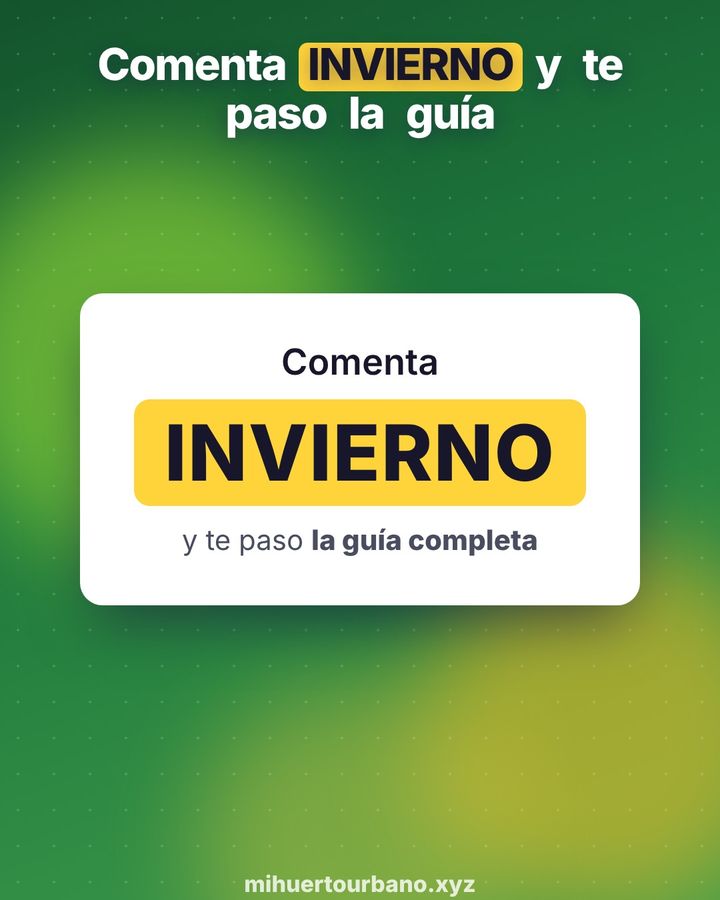 Comenta INVIERNO y te
paso la guía
Comenta
INVIERNO
y te paso la guía completa
mihuertourbano.xyz